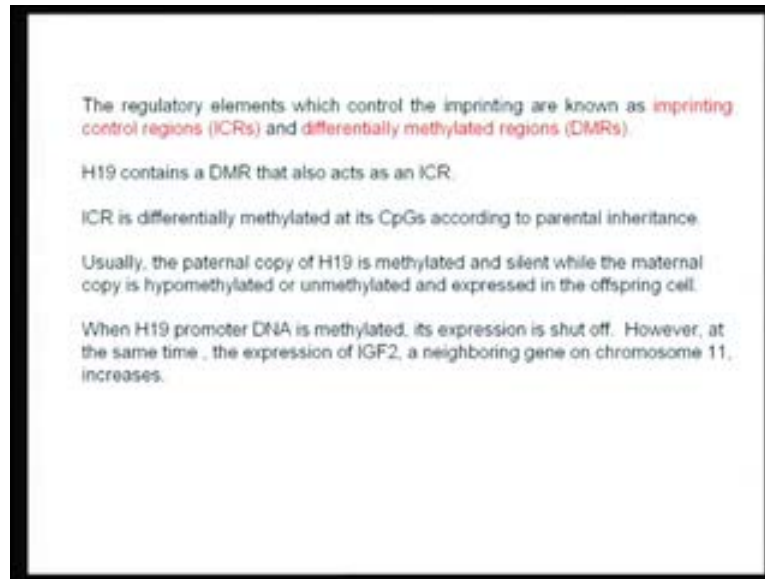 The regulatory elements which control the imprinting are known as imprinting
control regions (ICRs) and differentially methylated regions (DMRs).
H19 contains a DMR that also acts as an ICR.
ICR is differentially methylated at its CpGs according to parental inheritance.
Usually, the paternal copy of H19 is methylated and silent while the maternal
copy is hypomethylated or unmethylated and expressed in the offspring cell.
When H19 promoter DNA is methylated, its expression is shut off. However, at
the same time , the expression of IGF2, a neighboring gene on chromosome 11,
increases.